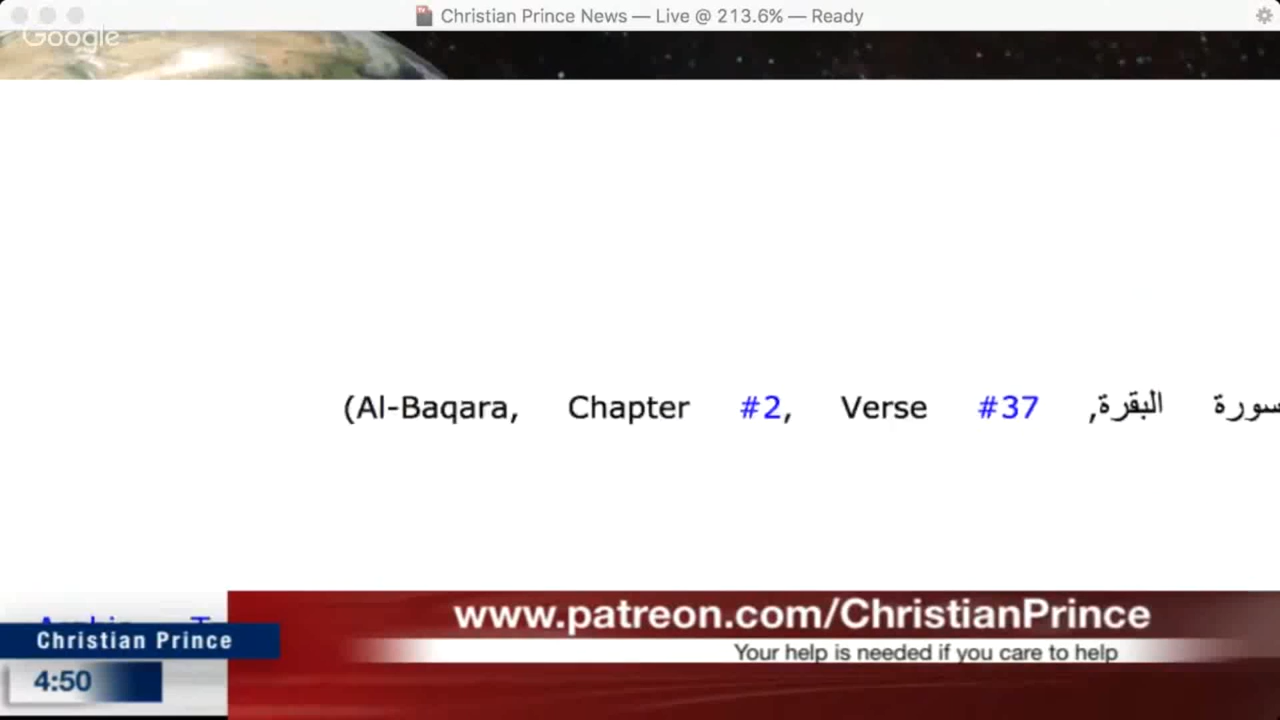 Christian Prince News — Live @ 213.6% — Ready
Google
(Al-Baqara, Chapter #2, Verse #37 ,سورة البقرة
www.patreon.com/ChristianPrince
Your help is needed if you care to help
Christian Prince
4:50